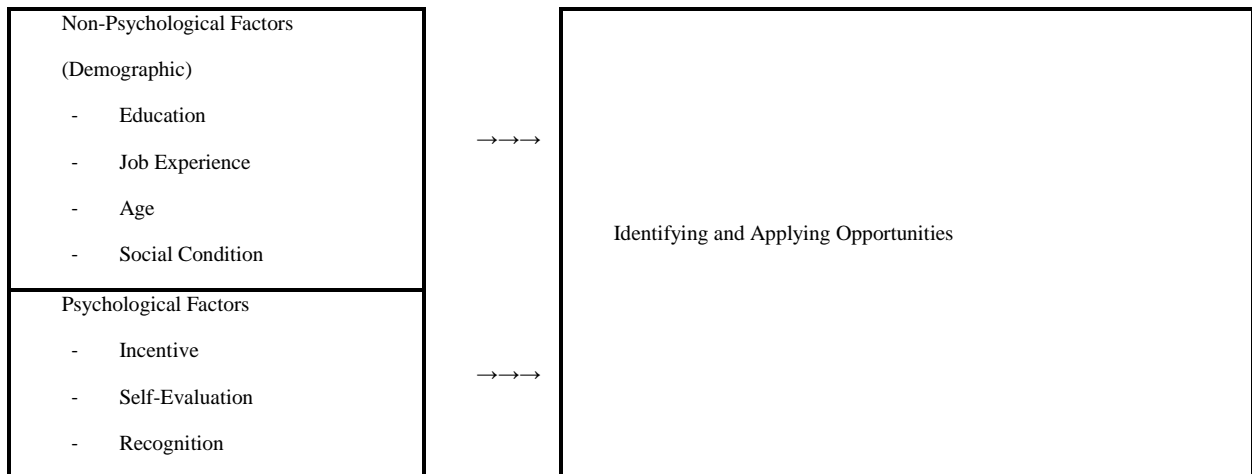 Non-Psychological Factors
(Demographic)
- Education
- Job Experience
- Age
- Social Condition
→→→
Psychological Factors
- Incentive
- Self-Evaluation
- Recognition
→→→
Identifying and Applying Opportunities